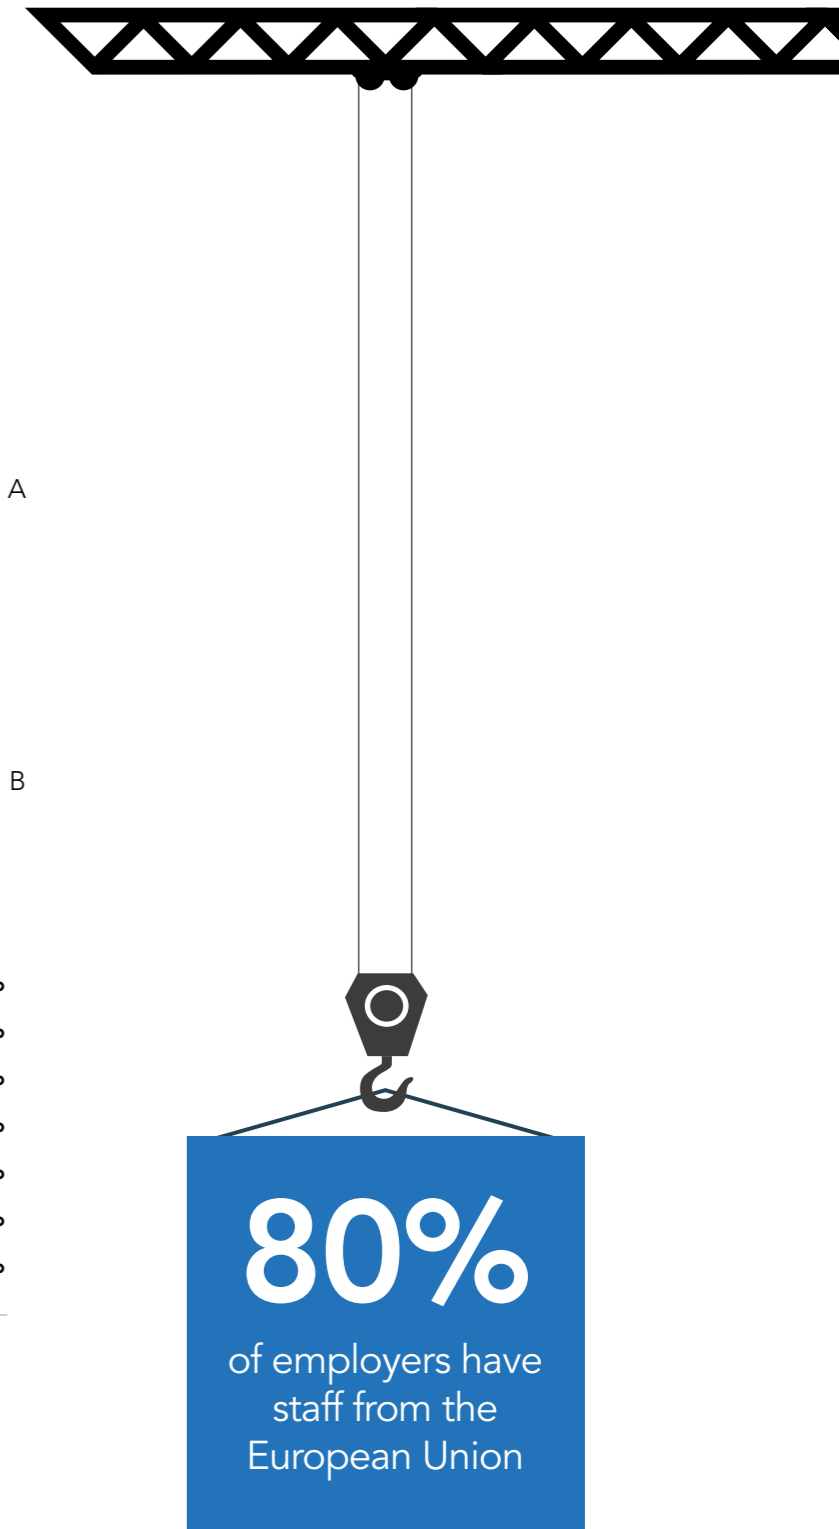 A
B
80%
of employers have
staff from the
European Union